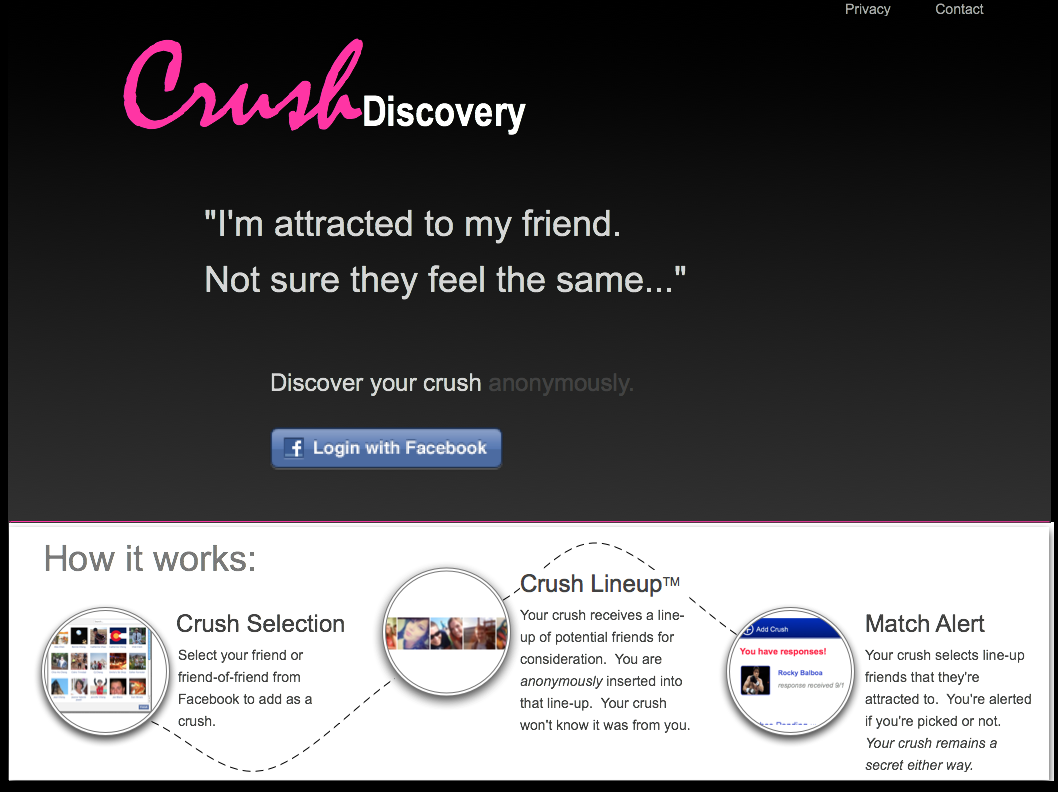 Privacy Contact
Crush Discovery
"I'm attracted to my friend.
Not sure they feel the same..."
Discover your crush anonymously.
f Login with Facebook
How it works:
Crush Selection
Select your friend or
friend-of-friend from
Facebook to add as a
crush.
Crush Lineup™
Your crush receives a line-
up of potential friends for
consideration. You are
anonymously inserted into
that line-up. Your crush
won't know it was from you.
Add Crush
You have responses!
Rocky Balboa
response received 9/1
Match Alert
Your crush selects line-up
friends that they're
attracted to. You're alerted
if you're picked or not.
Your crush remains a
secret either way.